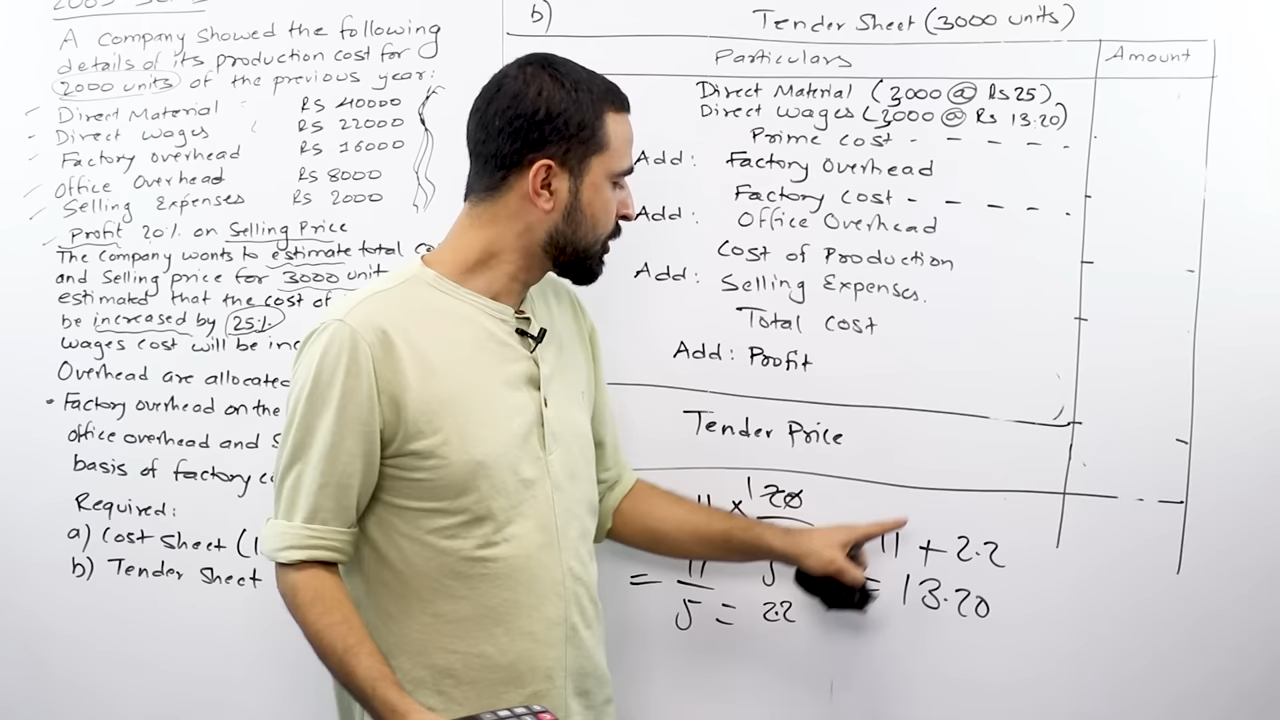 A company showed the following
details of its production cost for
2000 units of the previous year:
Direct Material RS 40000
Direct wages RS 22000
Factory overhead RS 16000
Office Overhead RS 8000
Selling Expenses RS 2000
Profit 20% on Selling Price
The company wants to estimate total
and Selling price for 3000 unit
estimated that the cost of
be increased by 25%
wages cost will be inc
Overhead are allocated
• Factory overhead on the
office overhead and S
basis of factory c
Required:
a) Cost Sheet (
b) Tender Sheet
b) Tender Sheet (3000 units)
Particulars Amount
Direct Material (3000 @ Rs 25)
Direct wages (3000 @ Rs 13.20)
Prime cost - - - - -
Add: Factory Overhead
Factory cost - - - - -
Add: Office Overhead
Cost of Production
Add: Selling Expenses.
Total cost
Add: Profit
Tender Price
11 × 20
11 + 2.2
= 11
= 13.20
5 = 2.2